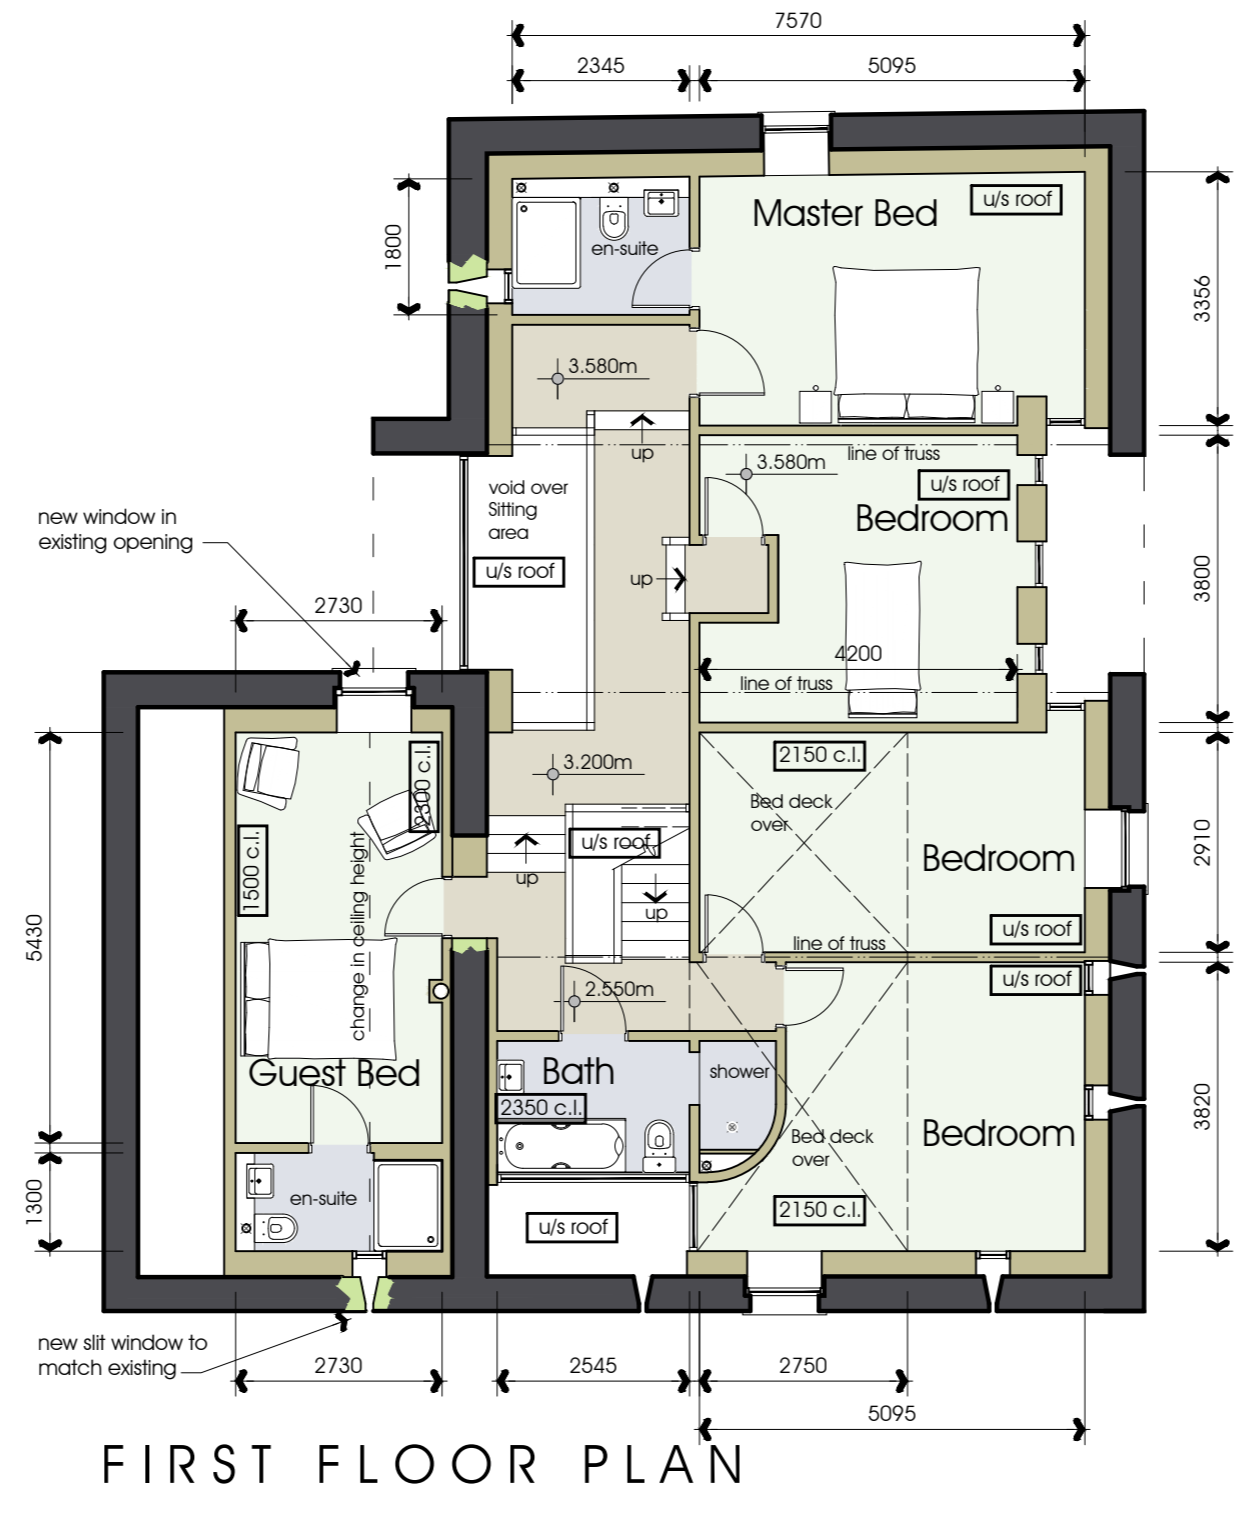 7570
2345
5095
1800
en-suite
Master Bed
u/s roof
3356
3.580m
up
line of truss
3.580m
u/s roof
Bedroom
void over
Sitting
area
u/s roof
up
new window in
existing opening
2730
3800
4200
line of truss
3.200m
2150 c.l.
Bed deck
over
2300 c.l.
1500 c.l.
change in ceiling height
u/s roof
up
up
Bedroom
2910
u/s roof
line of truss
5430
2.550m
u/s roof
Guest Bed
Bath
2350 c.l.
shower
Bed deck
over
Bedroom
3820
2150 c.l.
en-suite
1300
u/s roof
new slit window to
match existing
2730
2545
2750
5095
FIRST FLOOR PLAN